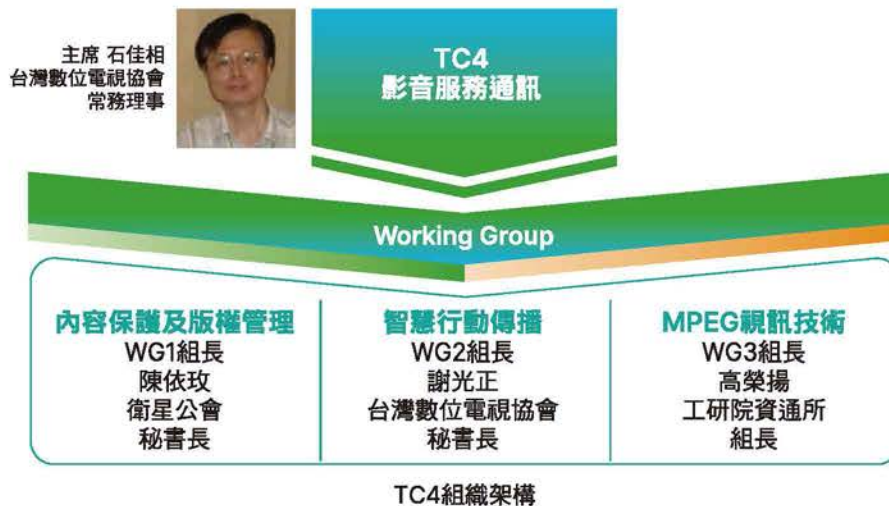 主席 石佳相
台灣數位電視協會
常務理事
TC4
影音服務通訊
Working Group
內容保護及版權管理
WG1組長
陳依玫
衛星公會
秘書長
智慧行動傳播
WG2組長
謝光正
台灣數位電視協會
秘書長
MPEG視訊技術
WG3組長
高榮揚
工研院資通所
組長
TC4組織架構